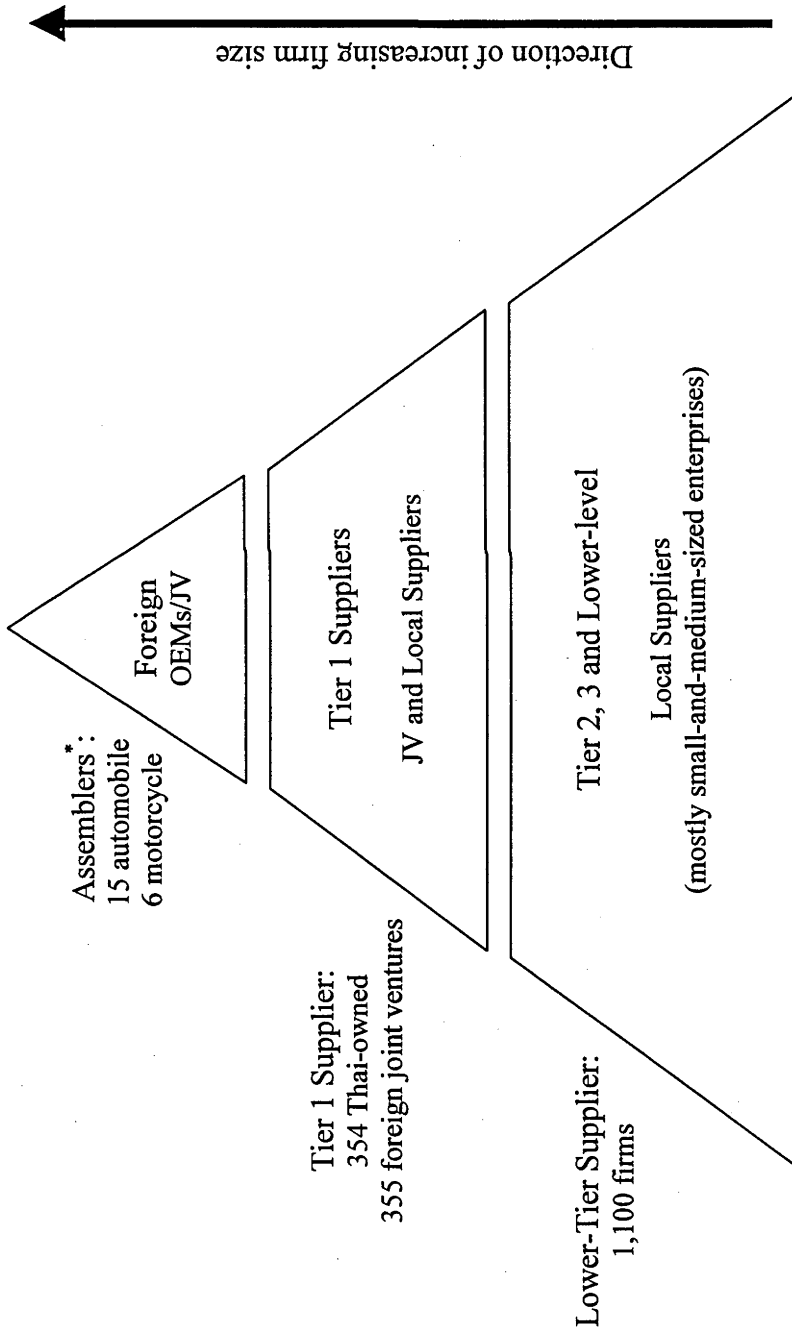 Assemblers*:
15 automobile
6 motorcycle
Foreign
OEMs/JV
Tier 1 Supplier:
354 Thai-owned
355 foreign joint ventures
Tier 1 Suppliers
JV and Local Suppliers
Lower-Tier Supplier:
1,100 firms
Tier 2, 3 and Lower-level
Local Suppliers
(mostly small-and-medium-sized enterprises)
Direction of increasing firm size